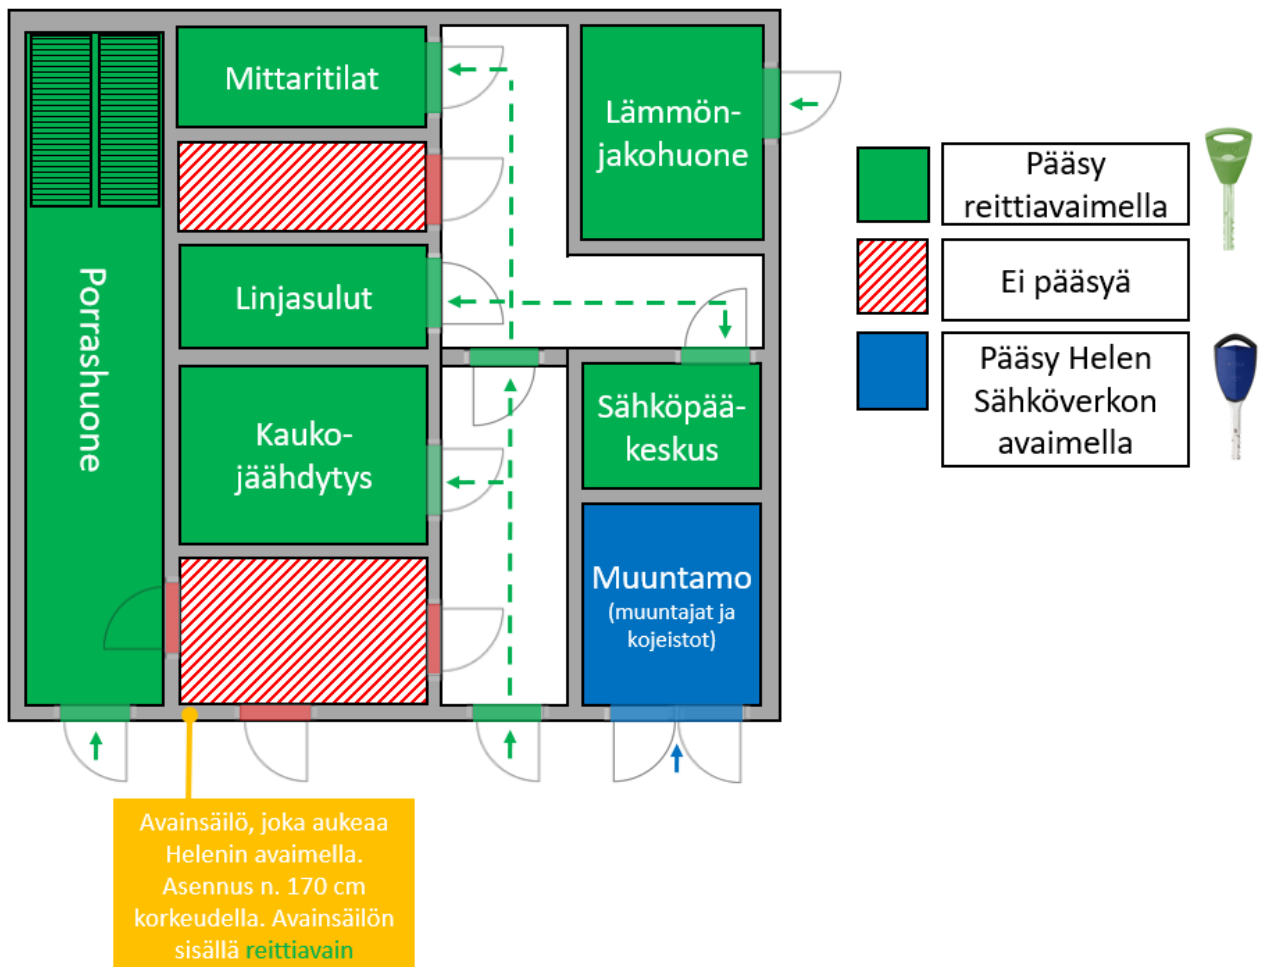 Mittaritilat
Lämmön-
jakohuone
Linjasulut
Porrashuone
Kauko-
jäähdytys
Sähköpää-
keskus
Muuntamo
(muuntajat ja
kojeistot)
Pääsy
reittiavaimella
Ei pääsyä
Pääsy Helen
Sähköverkon
avaimella
Avainsäilö, joka aukeaa
Helenin avaimella.
Asennus n. 170 cm
korkeudella. Avainsäilön
sisällä reittiavain